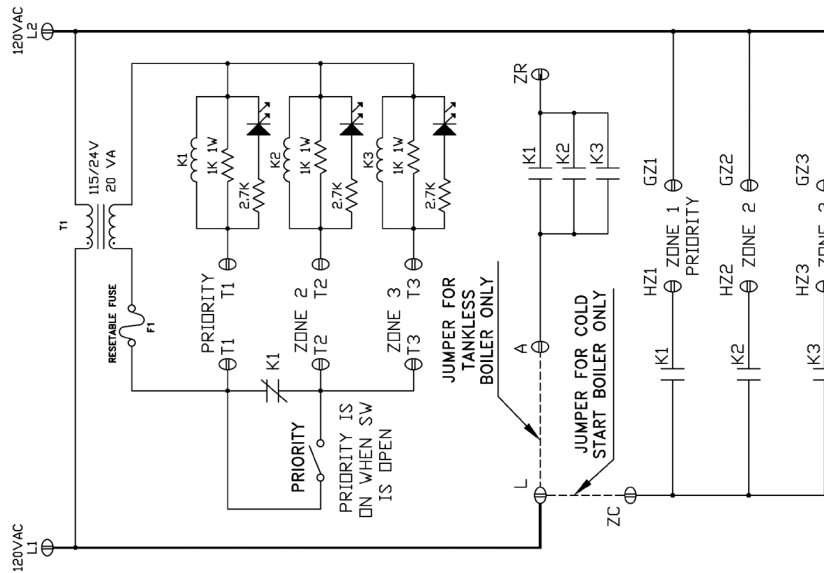 120VAC
L2
115/24V
20 VA
T1
RESETABLE FUSE
F1
K1
1K 1W
2.7K
K2
1K 1W
2.7K
K3
1K 1W
2.7K
PRIORITY
T1
T1
ZONE 2
T2
T2
ZONE 3
T3
T3
K1
PRIORITY
PRIORITY IS
ON WHEN SW
IS OPEN
120VAC
L1
ZR
K1
K2
K3
A
JUMPER FOR
TANKLESS
BOILER ONLY
L
JUMPER FOR COLD
START BOILER ONLY
ZC
GZ1
ZONE 1
PRIORITY
HZ1
K1
GZ2
ZONE 2
HZ2
K2
GZ3
HZ3
K3